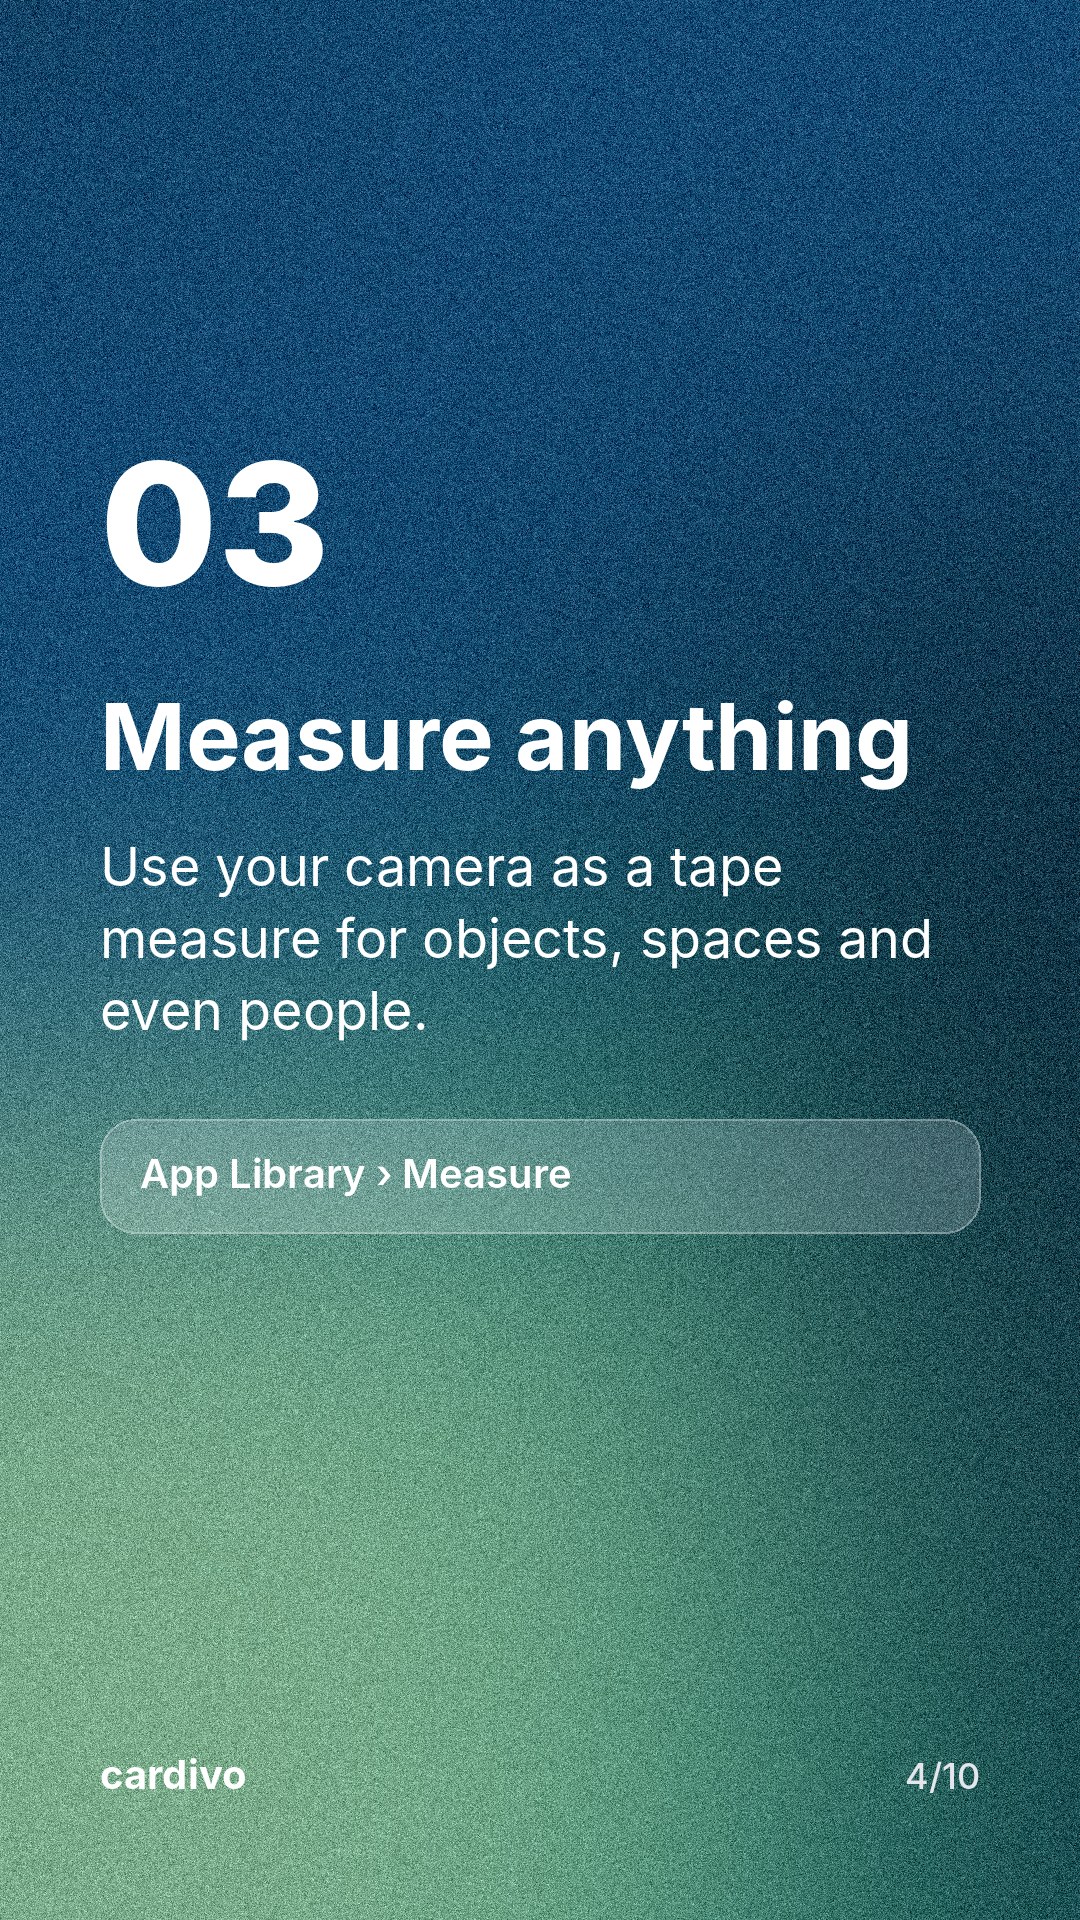 03
Measure anything
Use your camera as a tape
measure for objects, spaces and
even people.
App Library › Measure
cardivo
4/10